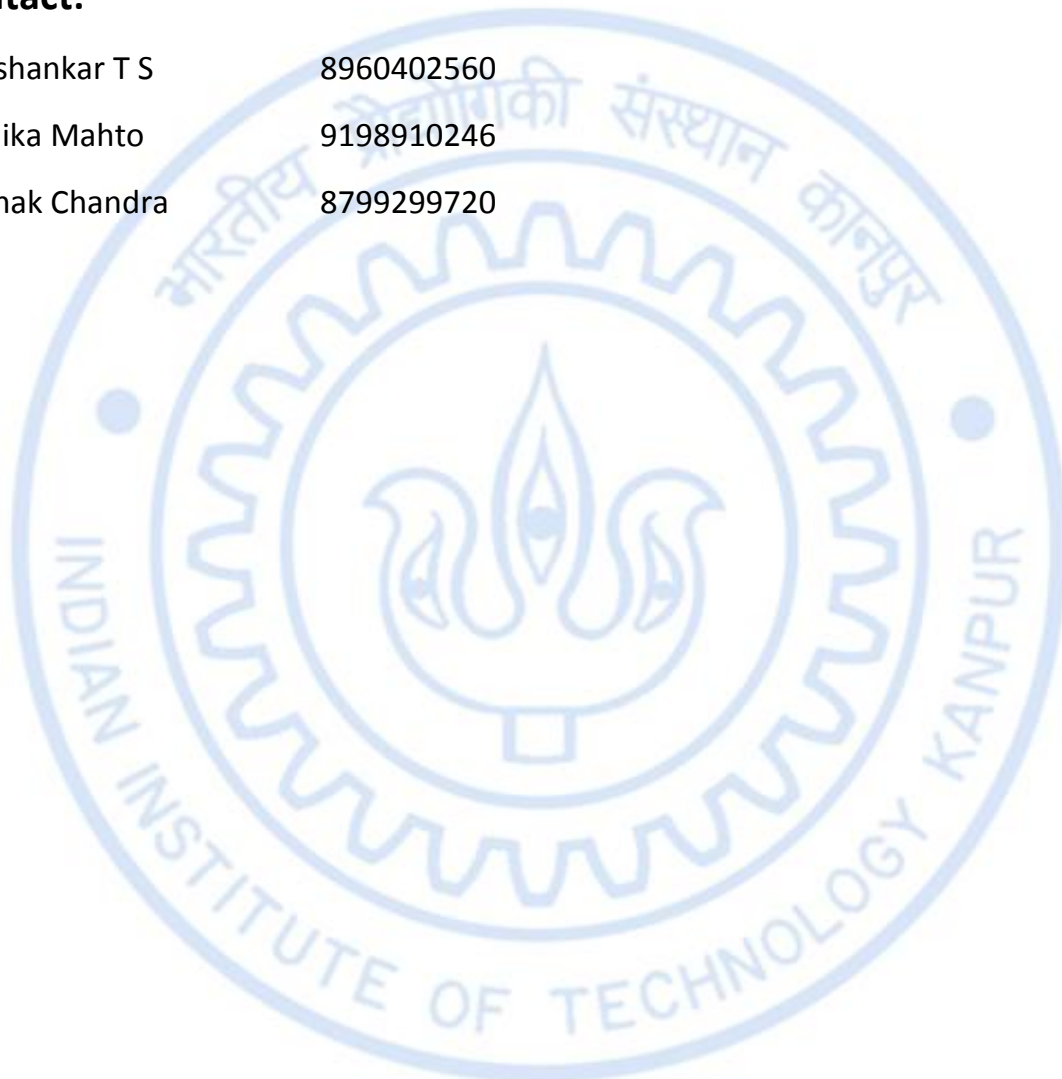 ntact:
shankar T S 8960402560
ika Mahto 9198910246
nak Chandra 8799299720
भारतीय प्रौद्योगिकी संस्थान कानपुर
INDIAN INSTITUTE OF TECHNOLOGY KANPUR